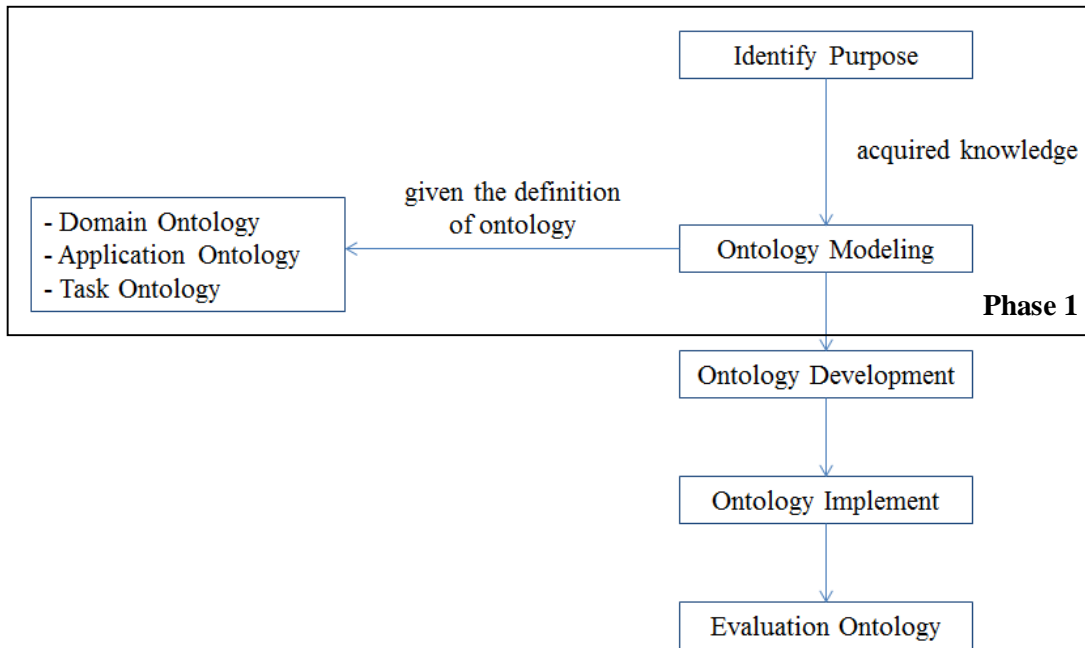 Identify Purpose
acquired knowledge
given the definition
of ontology
- Domain Ontology
- Application Ontology
- Task Ontology
Ontology Modeling
Phase 1
Ontology Development
Ontology Implement
Evaluation Ontology